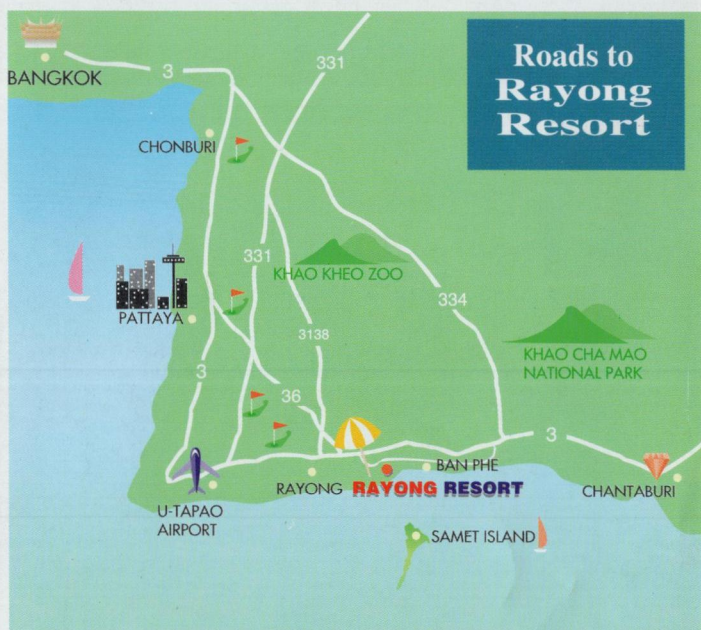 Roads to
Rayong
Resort
BANGKOK
3
331
CHONBURI
331
KHAO KHEO ZOO
334
PATTAYA
3138
KHAO CHA MAO
NATIONAL PARK
3
36
3
BAN PHE
RAYONG
RAYONG RESORT
CHANTABURI
U-TAPAO
AIRPORT
SAMET ISLAND